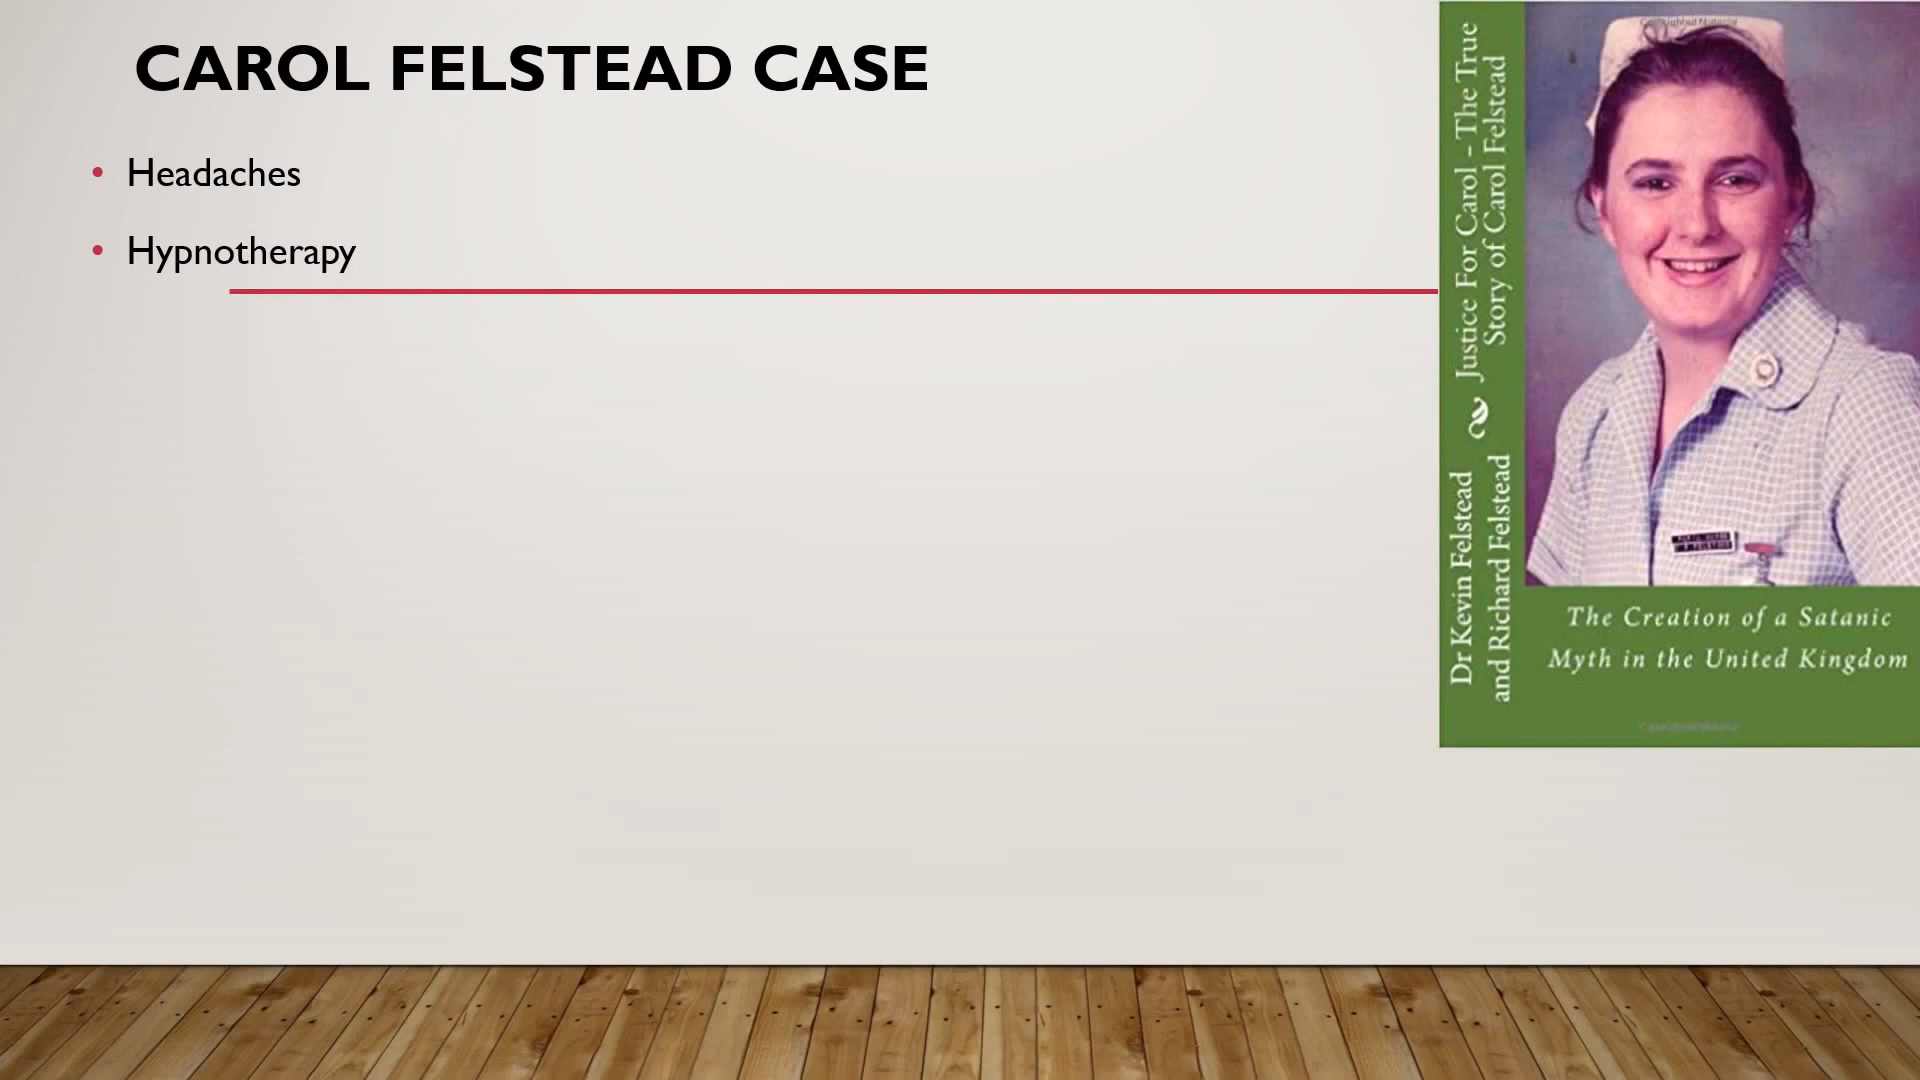 CAROL FELSTEAD CASE
• Headaches
• Hypnotherapy
Justice For Carol - The True
Story of Carol Felstead
Dr Kevin Felstead
and Richard Felstead
The Creation of a Satanic
Myth in the United Kingdom